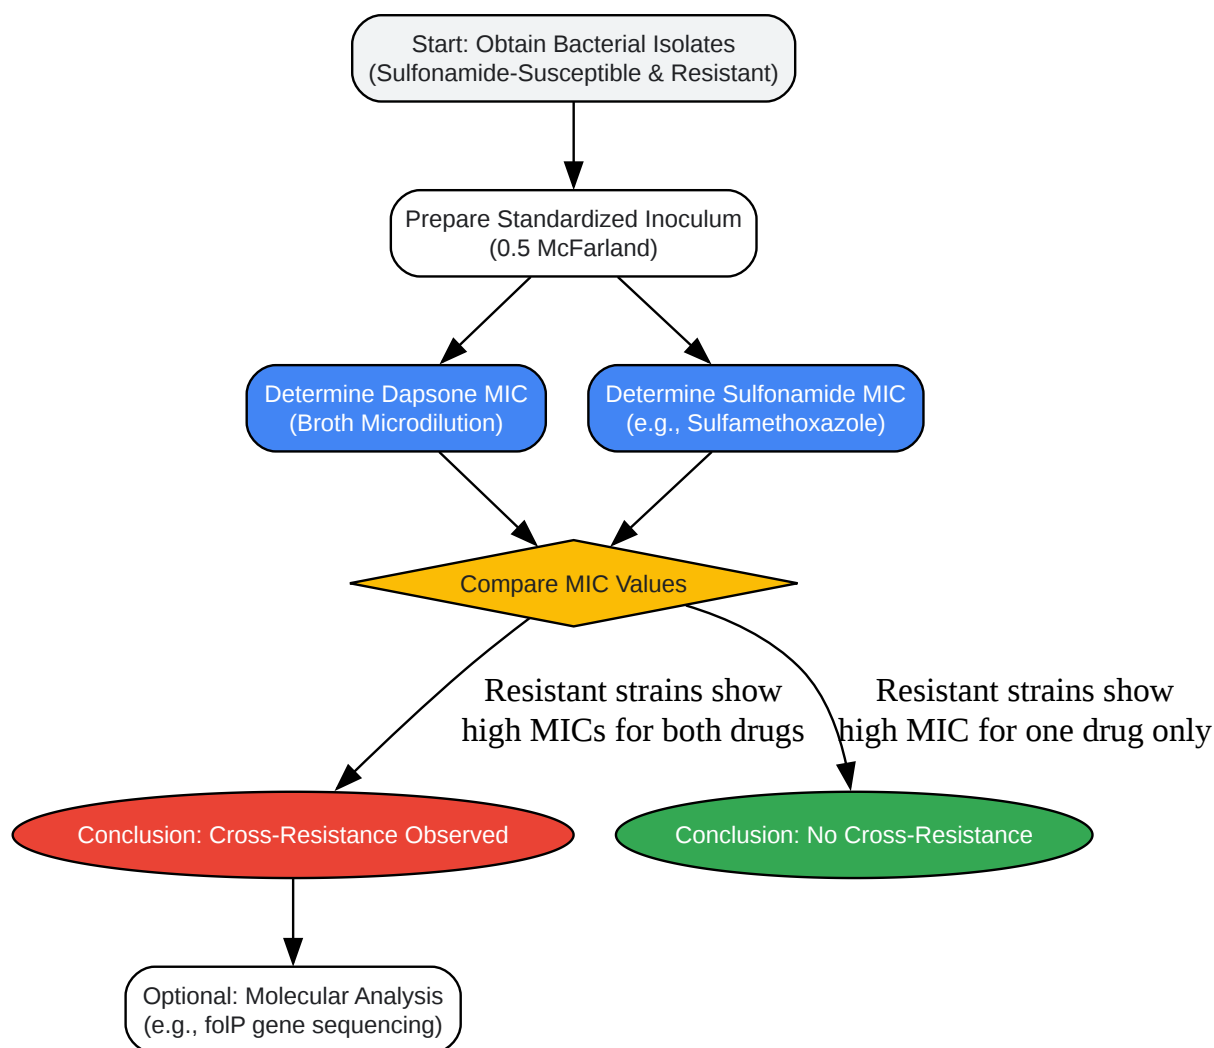 Start: Obtain Bacterial Isolates
(Sulfonamide-Susceptible & Resistant)
Prepare Standardized Inoculum
(0.5 McFarland)
Determine Dapsone MIC
(Broth Microdilution)
Determine Sulfonamide MIC
(e.g., Sulfamethoxazole)
Compare MIC Values
Resistant strains show
high MICs for both drugs
Resistant strains show
high MIC for one drug only
Conclusion: Cross-Resistance Observed
Conclusion: No Cross-Resistance
Optional: Molecular Analysis
(e.g., folP gene sequencing)